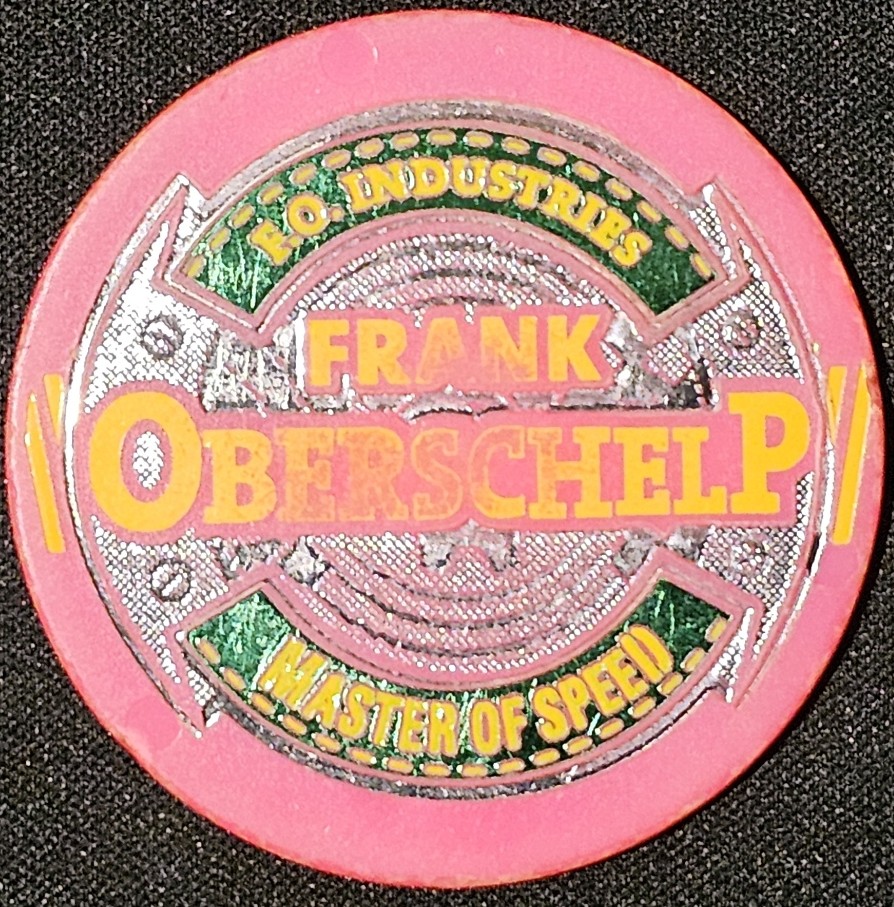 F.O. INDUSTRIES
FRANK
OBERSCHELP
MASTER OF SPEED